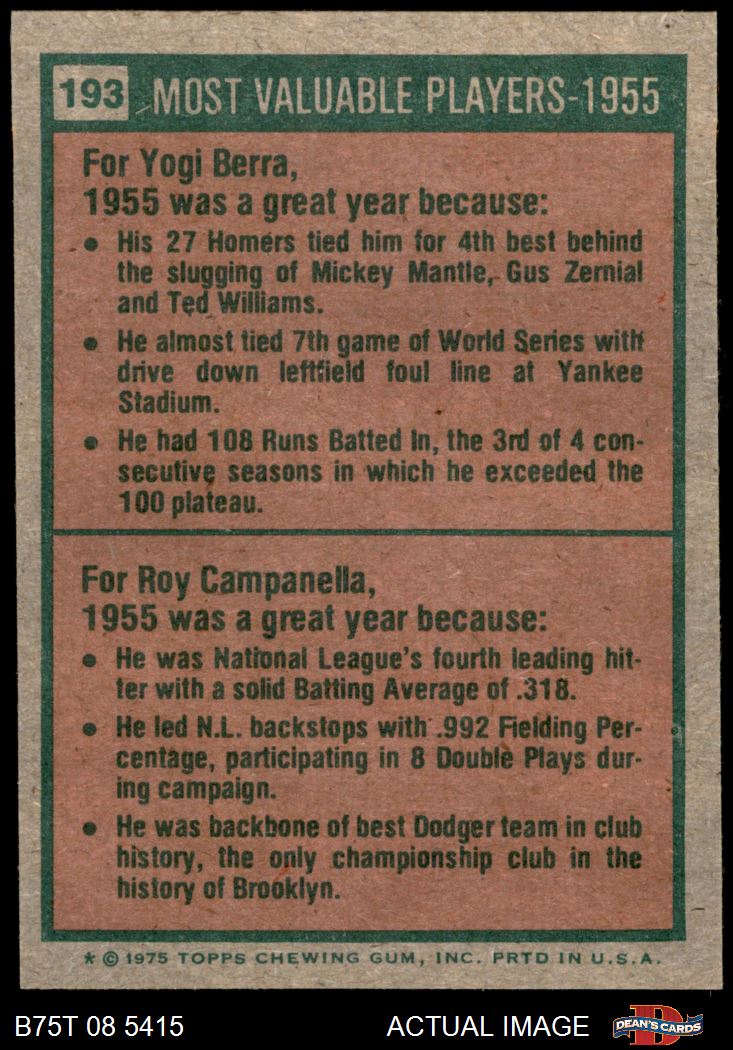 193 MOST VALUABLE PLAYERS-1955
For Yogi Berra,
1955 was a great year because:
• His 27 Homers tied him for 4th best behind
the slugging of Mickey Mantle, Gus Zernial
and Ted Williams.
• He almost tied 7th game of World Series with
drive down leftfield foul line at Yankee
Stadium.
• He had 108 Runs Batted In, the 3rd of 4 con-
secutive seasons in which he exceeded the
100 plateau.
For Roy Campanella,
1955 was a great year because:
• He was National League's fourth leading hit-
ter with a solid Batting Average of .318.
• He led N.L. backstops with .992 Fielding Per-
centage, participating in 8 Double Plays dur-
ing campaign.
• He was backbone of best Dodger team in club
history, the only championship club in the
history of Brooklyn.
* © 1975 TOPPS CHEWING GUM, INC. PRTD IN U.S.A.
B75T 08 5415 ACTUAL IMAGE DEAN'S CARDS